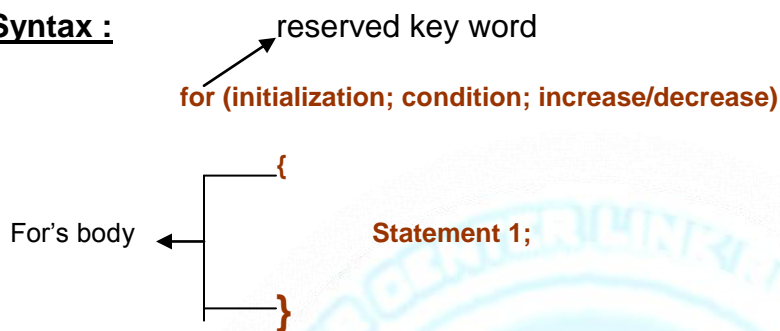 Syntax : reserved key word
for (initialization; condition; increase/decrease)
{
For's body Statement 1;
}